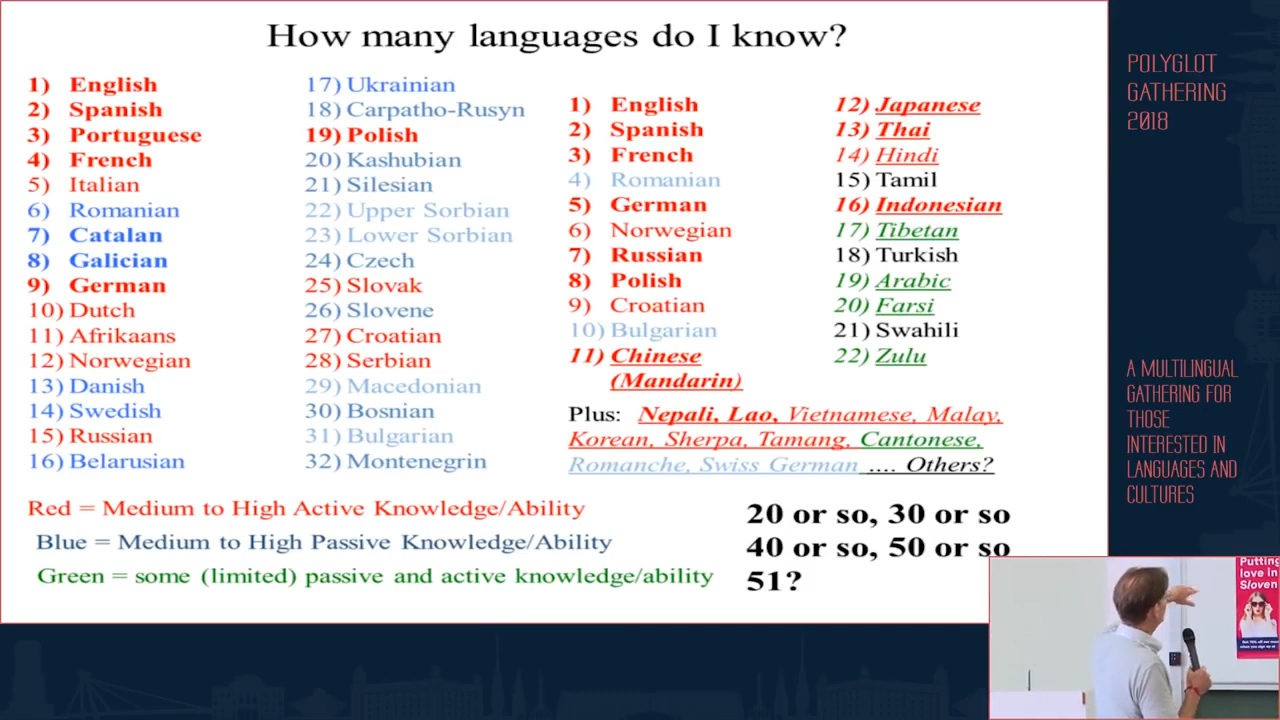 How many languages do I know?
1) English
2) Spanish
3) Portuguese
4) French
5) Italian
6) Romanian
7) Catalan
8) Galician
9) German
10) Dutch
11) Afrikaans
12) Norwegian
13) Danish
14) Swedish
15) Russian
16) Belarusian
17) Ukrainian
18) Carpatho-Rusyn
19) Polish
20) Kashubian
21) Silesian
22) Upper Sorbian
23) Lower Sorbian
24) Czech
25) Slovak
26) Slovene
27) Croatian
28) Serbian
29) Macedonian
30) Bosnian
31) Bulgarian
32) Montenegrin
1) English
2) Spanish
3) French
4) Romanian
5) German
6) Norwegian
7) Russian
8) Polish
9) Croatian
10) Bulgarian
11) Chinese
(Mandarin)
12) Japanese
13) Thai
14) Hindi
15) Tamil
16) Indonesian
17) Tibetan
18) Turkish
19) Arabic
20) Farsi
21) Swahili
22) Zulu
Plus: Nepali, Lao, Vietnamese, Malay,
Korean, Sherpa, Tamang, Cantonese,
Romanche, Swiss German .... Others?
Red = Medium to High Active Knowledge/Ability
Blue = Medium to High Passive Knowledge/Ability
Green = some (limited) passive and active knowledge/ability
20 or so, 30 or so
40 or so, 50 or so
51?
POLYGLOT
GATHERING
2018
A MULTILINGUAL
GATHERING FOR
THOSE
INTERESTED IN
LANGUAGES AND
CULTURES
Putting
love in
Sloven